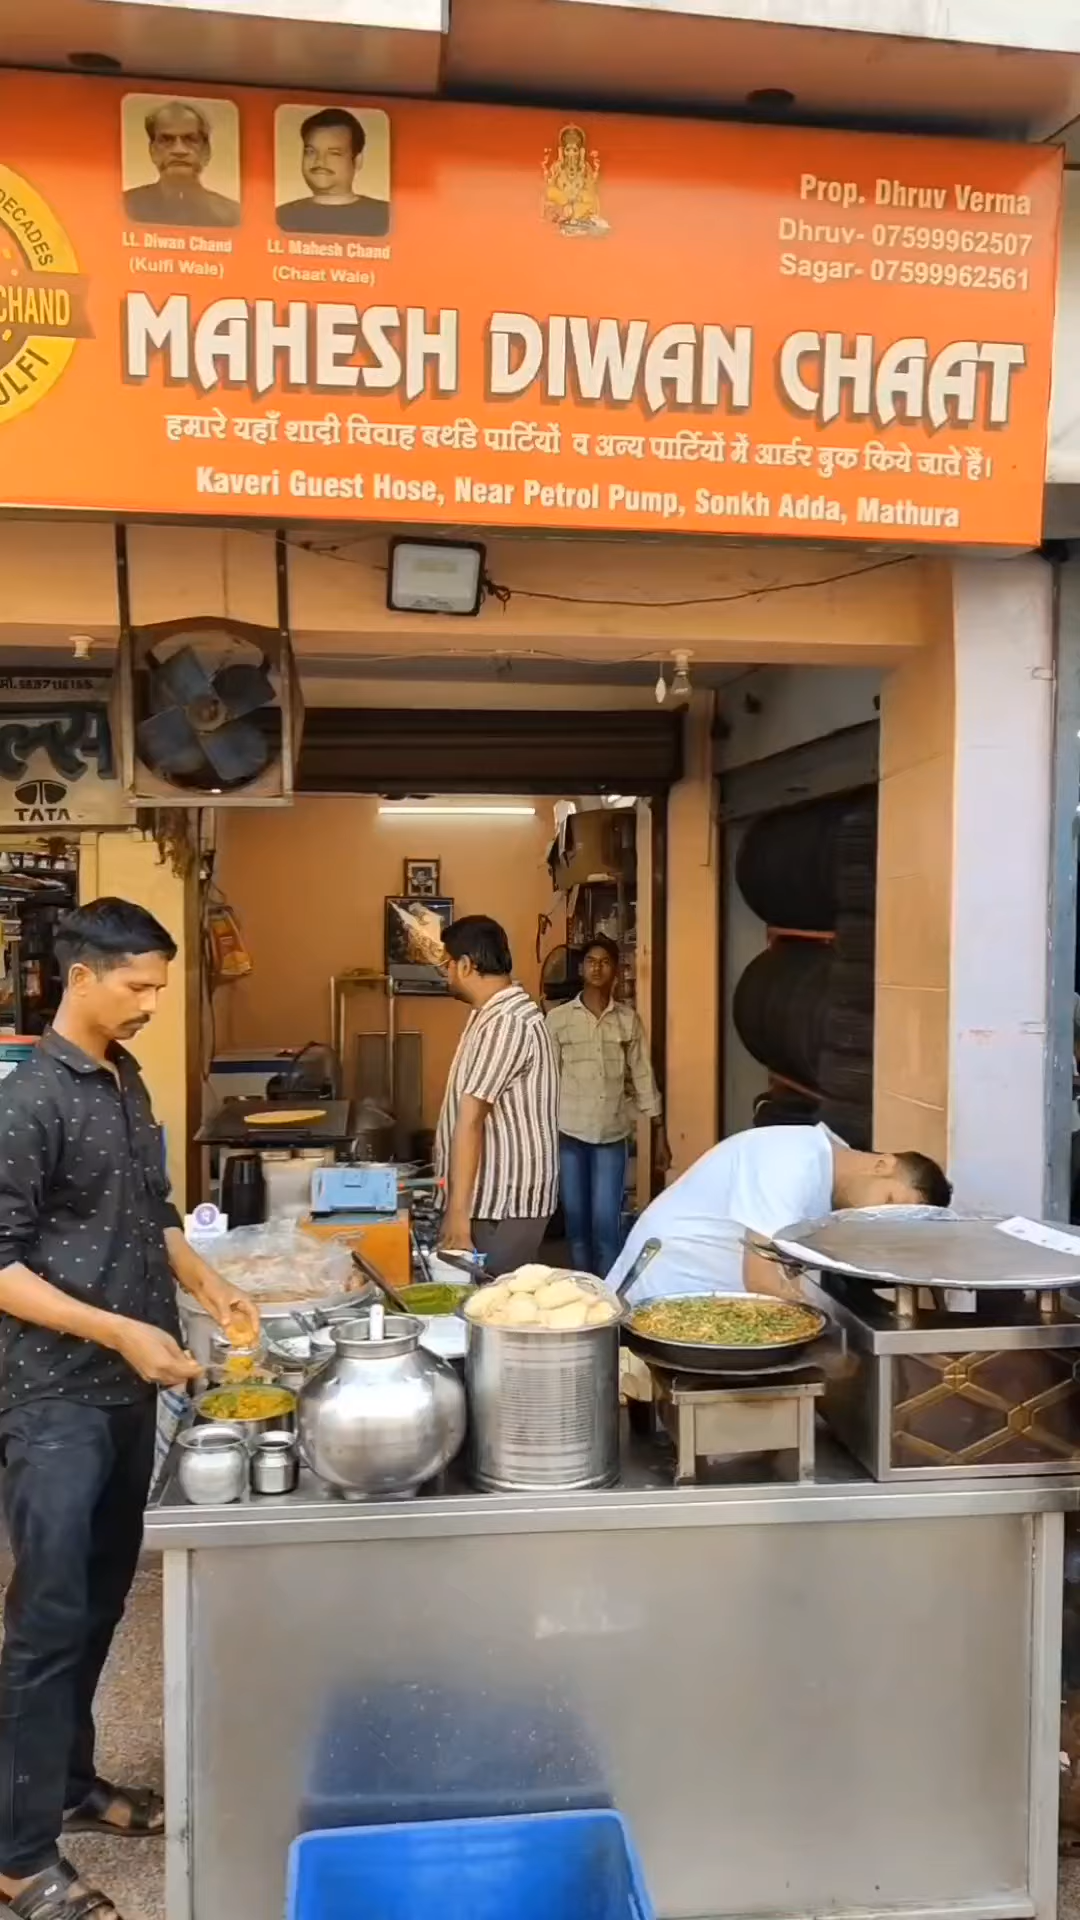 DECADES
CHAND
ULFI
Lt. Diwan Chand
(Kulfi Wale)
Lt. Mahesh Chand
(Chaat Wale)
Prop. Dhruv Verma
Dhruv- 07599962507
Sagar- 07599962561
MAHESH DIWAN CHAAT
हमारे यहाँ शादी विवाह बर्थडे पार्टियों व अन्य पार्टियों में आर्डर बुक किये जाते हैं।
Kaveri Guest Hose, Near Petrol Pump, Sonkh Adda, Mathura
ल्स
TATA